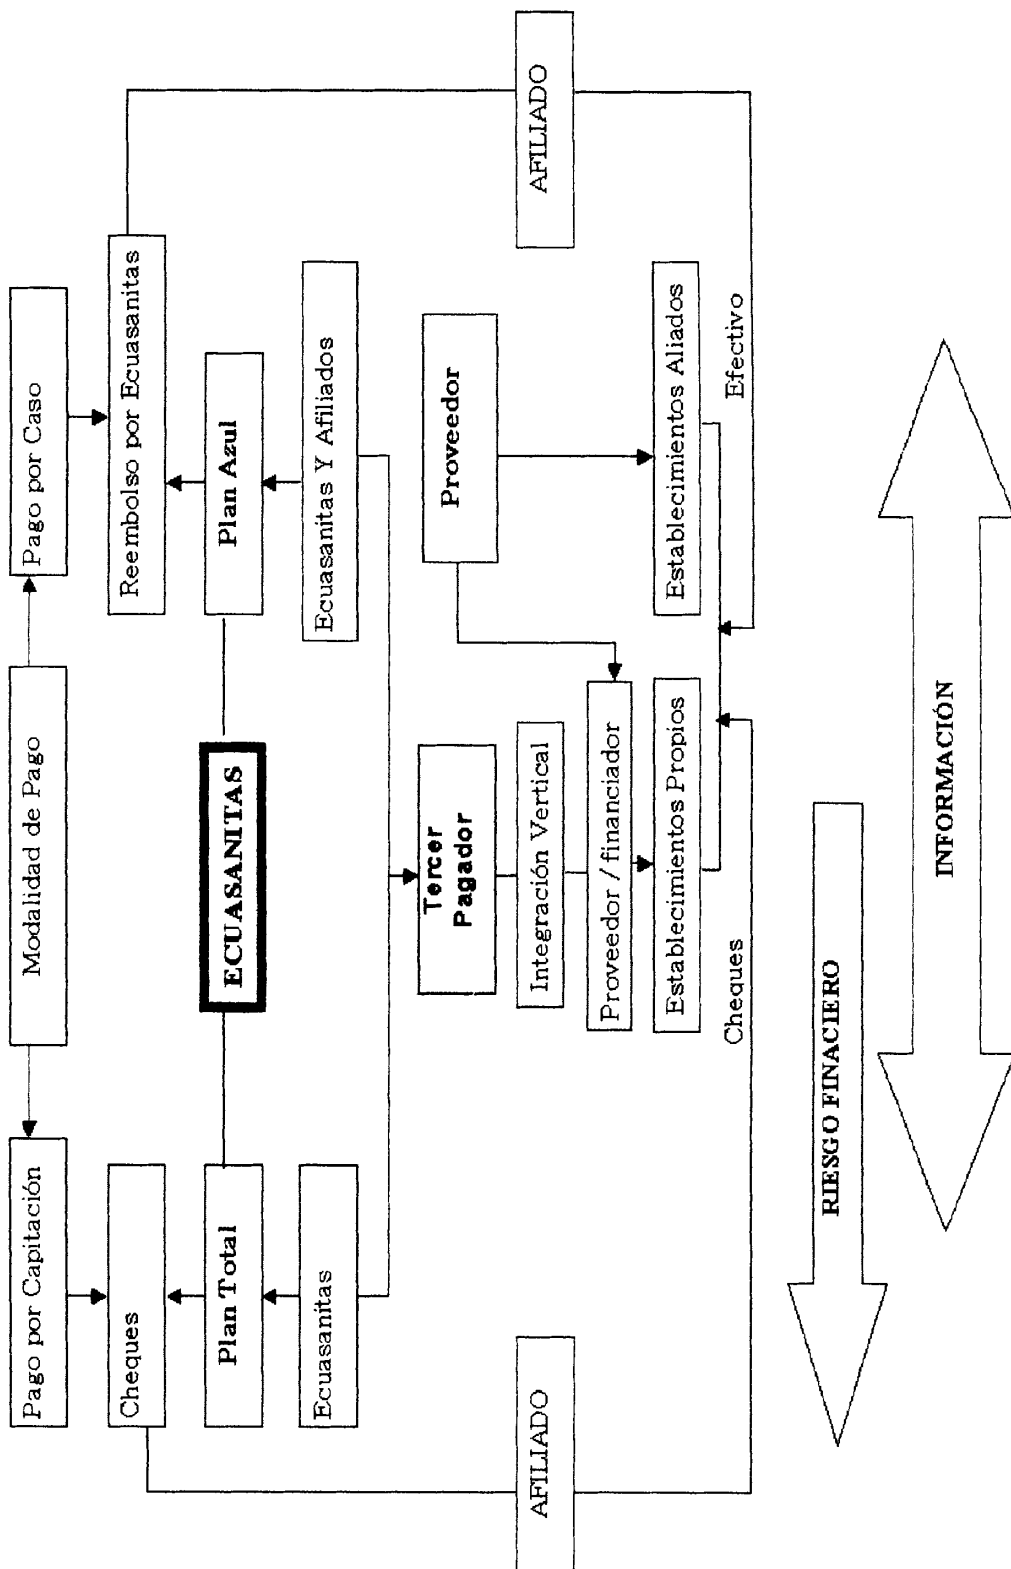 Pago por Capitación
Modalidad de Pago
Pago por Caso
Cheques
Reembolso por Ecuasanitas
Plan Total
ECUASANITAS
Plan Azul
Ecuasanitas
Ecuasanitas Y Afiliados
Tercer
Pagador
Proveedor
AFILIADO
Integración Vertical
AFILIADO
Proveedor /financiador
Establecimientos Propios
Establecimientos Aliados
Cheques
Efectivo
RIESGO FINACIERO
INFORMACIÓN